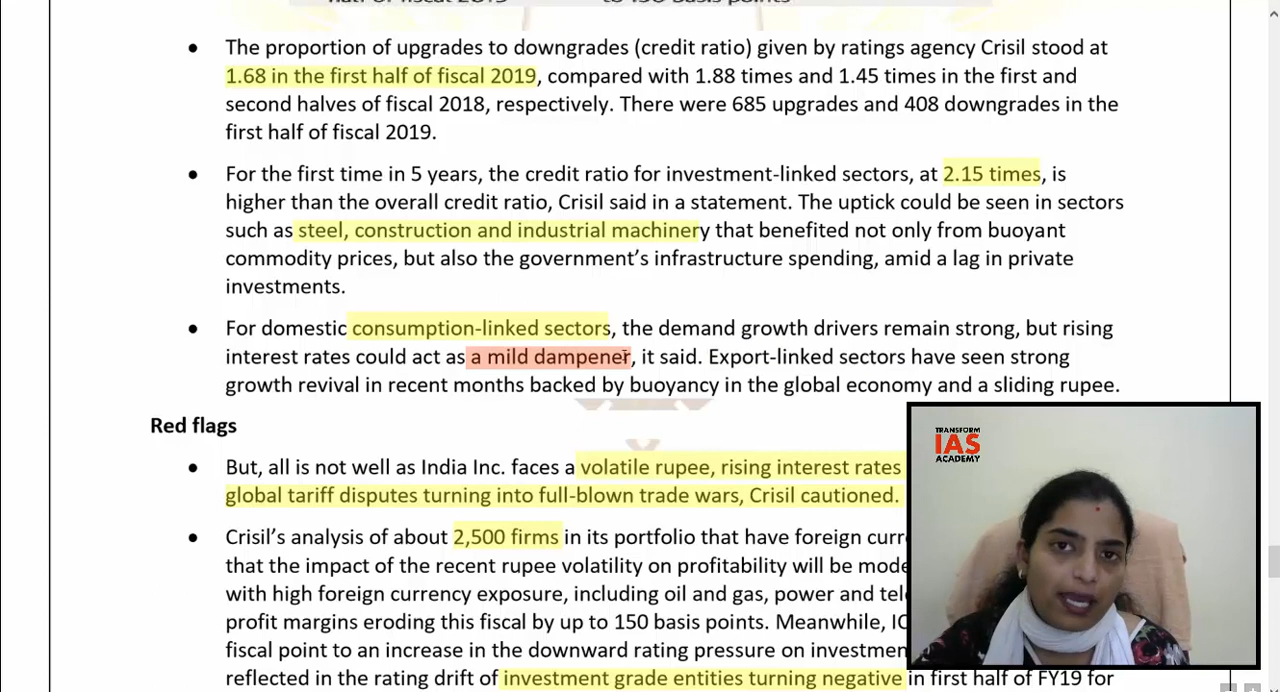 The proportion of upgrades to downgrades (credit ratio) given by ratings agency Crisil stood at
1.68 in the first half of fiscal 2019, compared with 1.88 times and 1.45 times in the first and
second halves of fiscal 2018, respectively. There were 685 upgrades and 408 downgrades in the
first half of fiscal 2019.
For the first time in 5 years, the credit ratio for investment-linked sectors, at 2.15 times, is
higher than the overall credit ratio, Crisil said in a statement. The uptick could be seen in sectors
such as steel, construction and industrial machinery that benefited not only from buoyant
commodity prices, but also the government's infrastructure spending, amid a lag in private
investments.
For domestic consumption-linked sectors, the demand growth drivers remain strong, but rising
interest rates could act as a mild dampener, it said. Export-linked sectors have seen strong
growth revival in recent months backed by buoyancy in the global economy and a sliding rupee.
Red flags
But, all is not well as India Inc. faces a volatile rupee, rising interest rates
global tariff disputes turning into full-blown trade wars, Crisil cautioned.
Crisil's analysis of about 2,500 firms in its portfolio that have foreign
that the impact of the recent rupee volatility on profitability will be
with high foreign currency exposure, including oil and gas, power and
profit margins eroding this fiscal by up to 150 basis points. Meanwhile,
fiscal point to an increase in the downward rating pressure on
reflected in the rating drift of investment grade entities turning negative in first half of FY19 for
TRANSFORM
IAS
ACADEMY